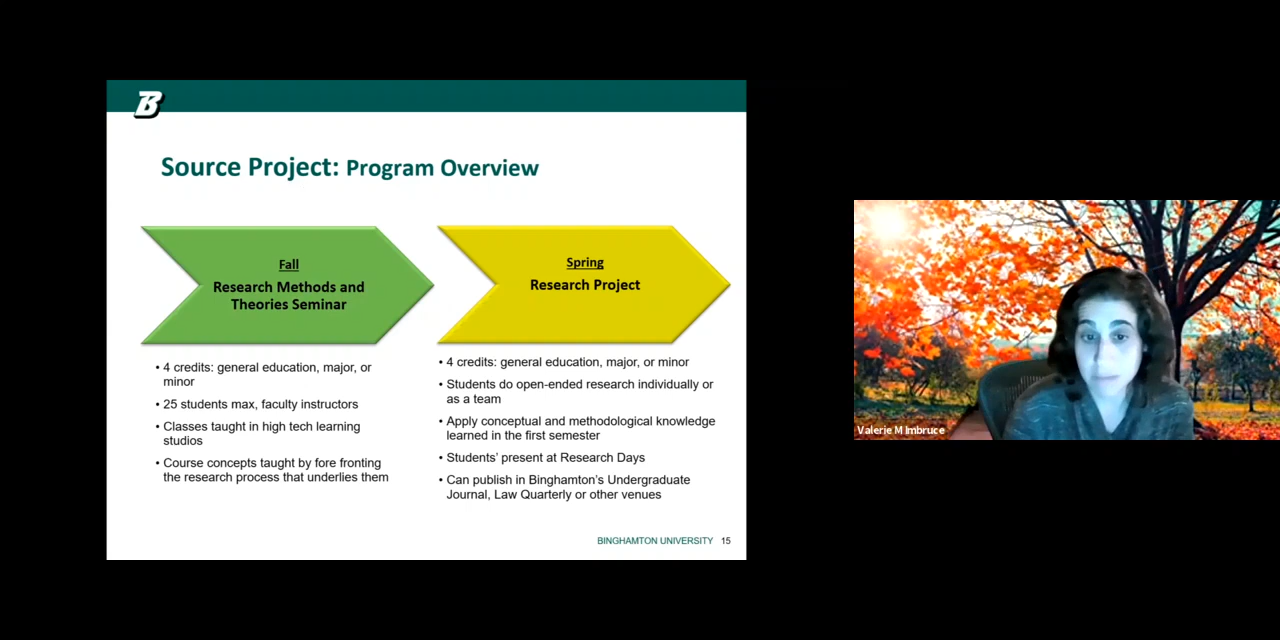 B
Source Project: Program Overview
Fall
Research Methods and
Theories Seminar
• 4 credits: general education, major, or
minor
• 25 students max, faculty instructors
• Classes taught in high tech learning
studios
• Course concepts taught by fore fronting
the research process that underlies them
Spring
Research Project
• 4 credits: general education, major, or minor
• Students do open-ended research individually or
as a team
• Apply conceptual and methodological knowledge
learned in the first semester
• Students’ present at Research Days
• Can publish in Binghamton’s Undergraduate
Journal, Law Quarterly or other venues
BINGHAMTON UNIVERSITY 15
Valerie M Imbruce